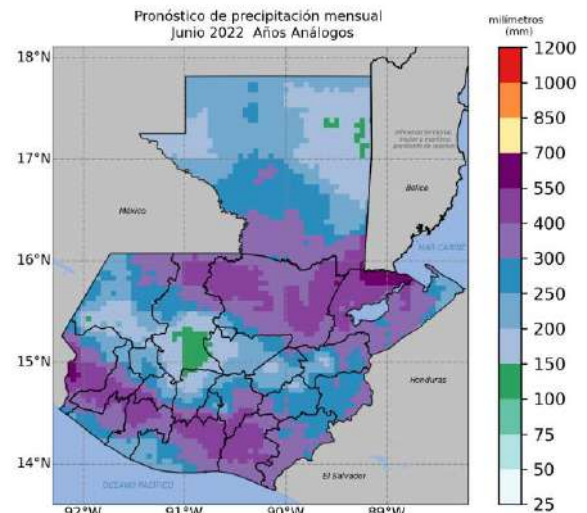 Pronóstico de precipitación mensual
Junio 2022 Años Análogos
milímetros
(mm)
18°N
17°N
16°N
15°N
14°N
92°W
91°W
90°W
89°W
México
Belice
MAR CARIBE
Honduras
El Salvador
OCEANO PACÍFICO
1200
1000
850
700
550
400
300
250
200
150
100
75
50
25